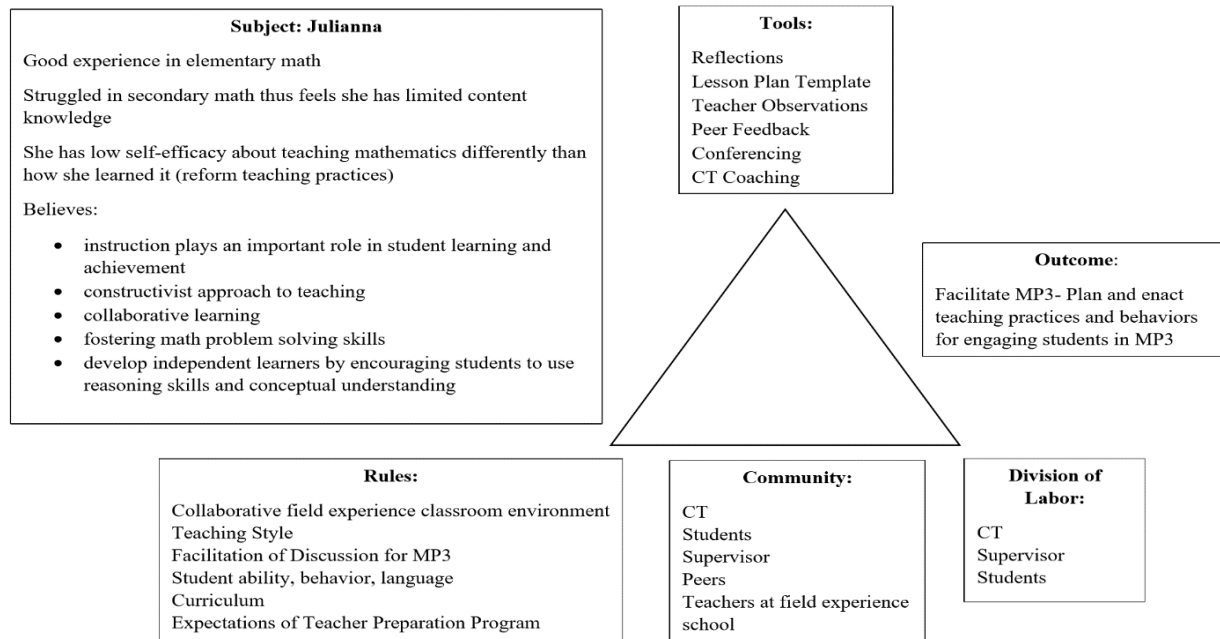 Subject: Julianna
Good experience in elementary math
Struggled in secondary math thus feels she has limited content
knowledge
She has low self-efficacy about teaching mathematics differently than
how she learned it (reform teaching practices)
Believes:
• instruction plays an important role in student learning and
achievement
• constructivist approach to teaching
• collaborative learning
• fostering math problem solving skills
• develop independent learners by encouraging students to use
reasoning skills and conceptual understanding
Tools:
Reflections
Lesson Plan Template
Teacher Observations
Peer Feedback
Conferencing
CT Coaching
Outcome:
Facilitate MP3- Plan and enact
teaching practices and behaviors
for engaging students in MP3
Rules:
Collaborative field experience classroom environment
Teaching Style
Facilitation of Discussion for MP3
Student ability, behavior, language
Curriculum
Expectations of Teacher Preparation Program
Community:
CT
Students
Supervisor
Peers
Teachers at field experience
school
Division of
Labor:
CT
Supervisor
Students